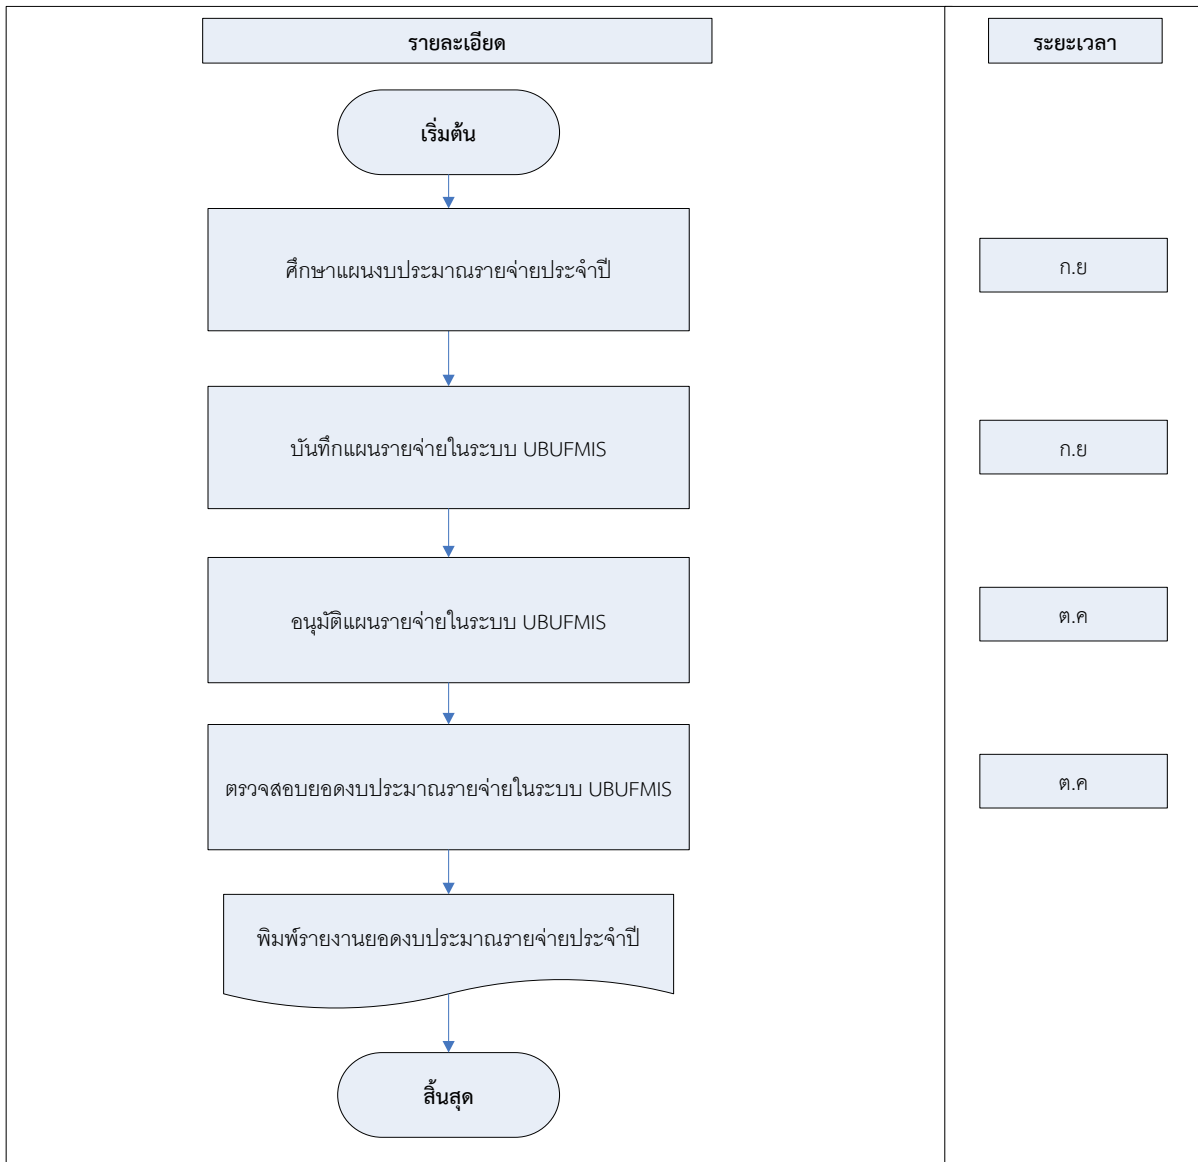 รายละเอียด
ระยะเวลา
เริ่มต้น
ศึกษาแผนงบประมาณรายจ่ายประจำปี
ก.ย
บันทึกแผนรายจ่ายในระบบ UBUFMIS
ก.ย
อนุมัติแผนรายจ่ายในระบบ UBUFMIS
ต.ค
ตรวจสอบยอดงบประมาณรายจ่ายในระบบ UBUFMIS
ต.ค
พิมพ์รายงานยอดงบประมาณรายจ่ายประจำปี
สิ้นสุด